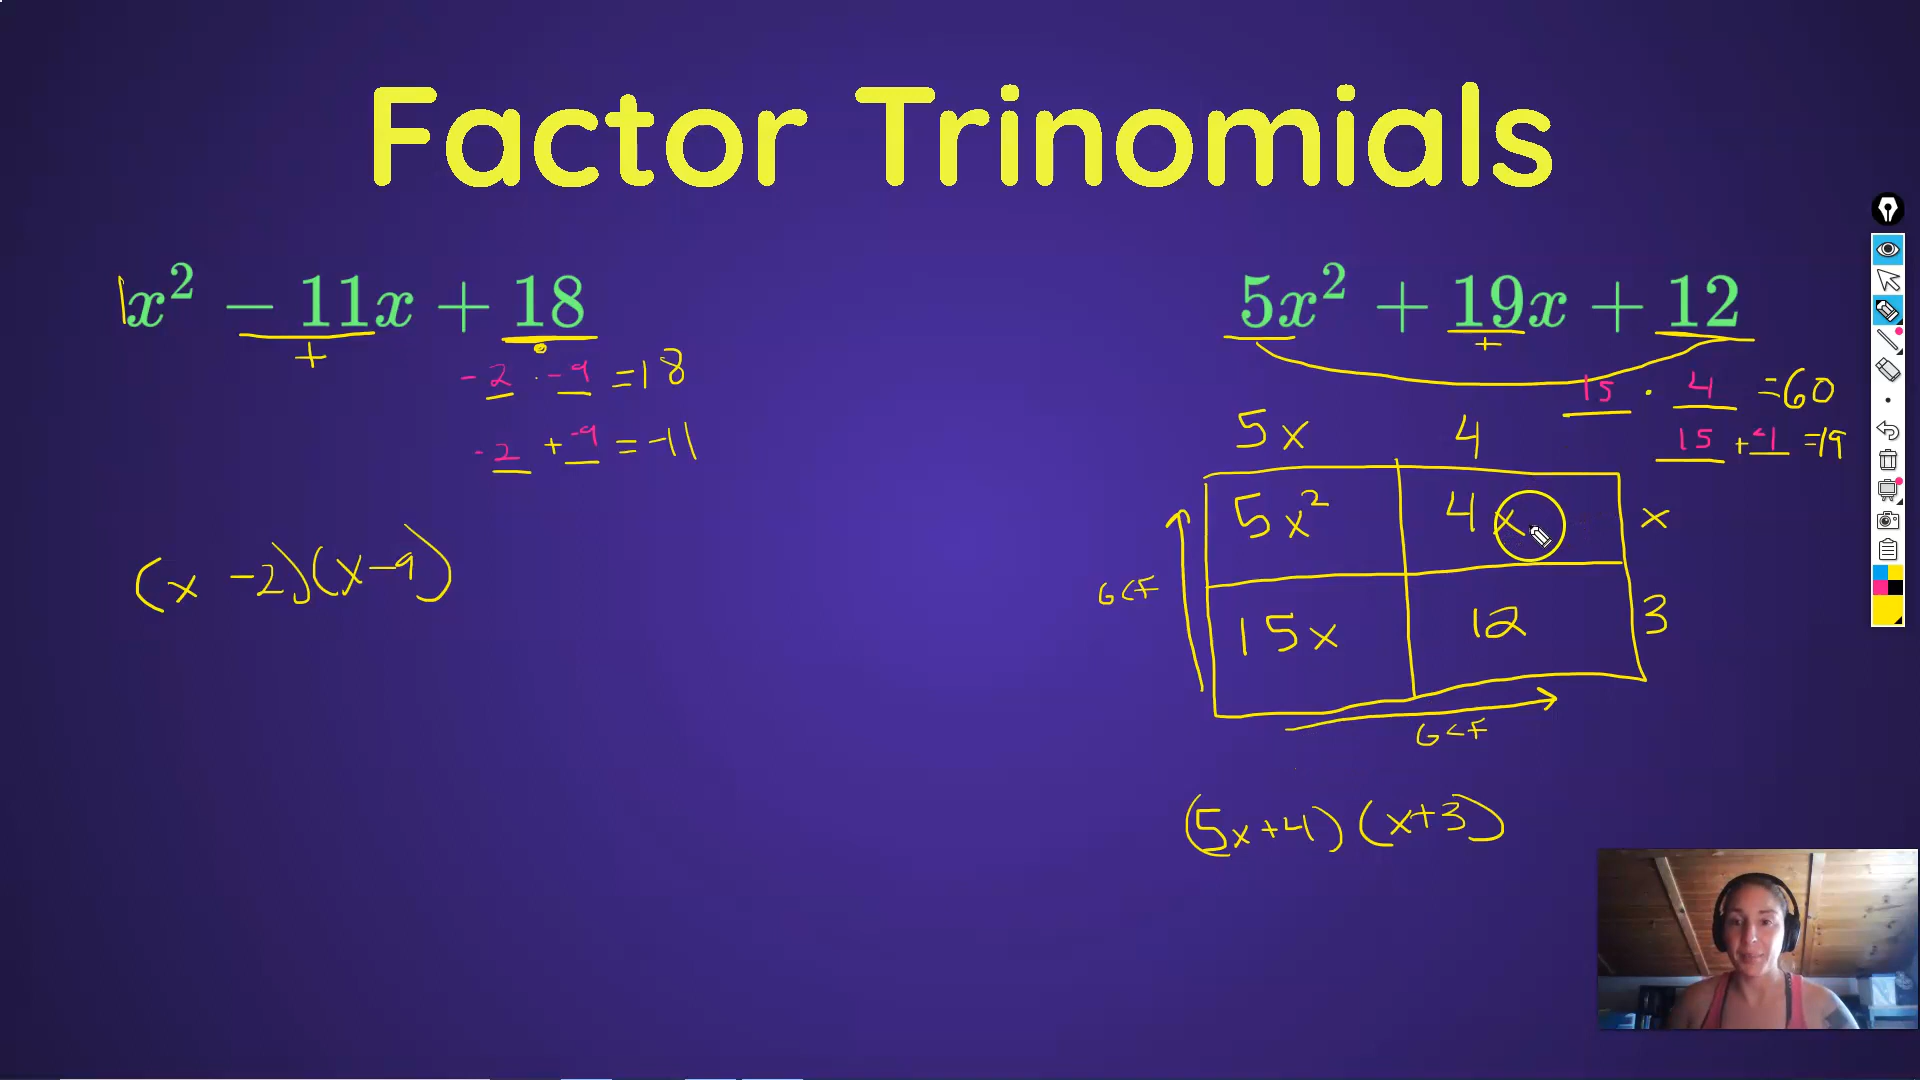 Factor Trinomials
1x² − 11x + 18
+
-2 · -9 = 18
-2 + -9 = -11
(x -2)(x-9)
5x² + 19x + 12
+
15 · 4 = 60
15 + 4 = 19
5x 4
5x² 4x x
GCF
15x 12 3
GCF
(5x+4)(x+3)